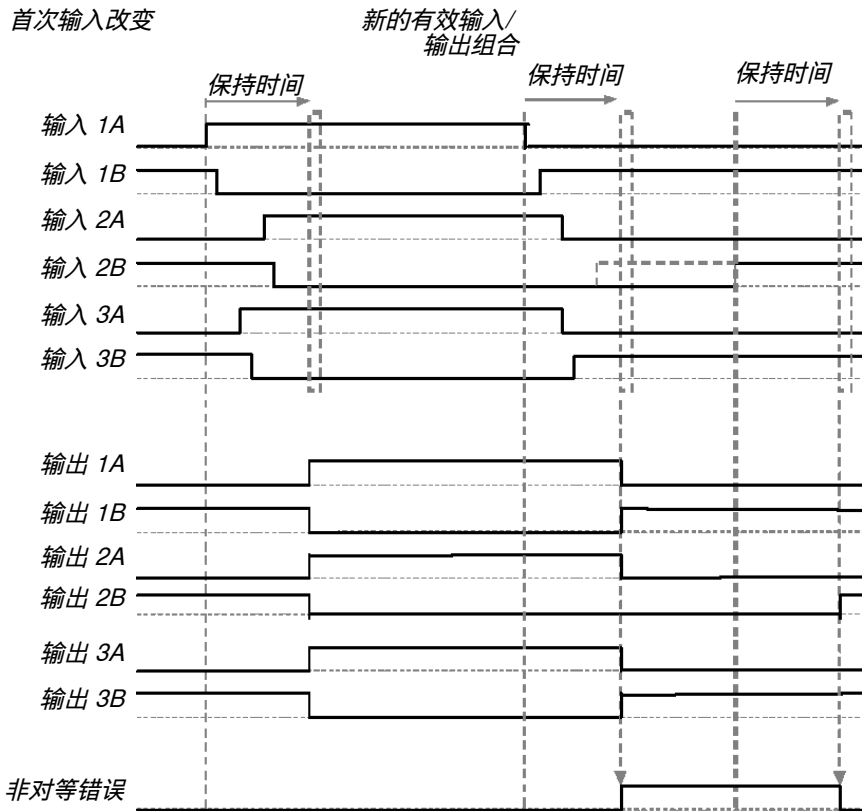 首次输入改变
新的有效输入/
输出组合
保持时间
保持时间
保持时间
输入 1A
输入 1B
输入 2A
输入 2B
输入 3A
输入 3B
输出 1A
输出 1B
输出 2A
输出 2B
输出 3A
输出 3B
非对等错误